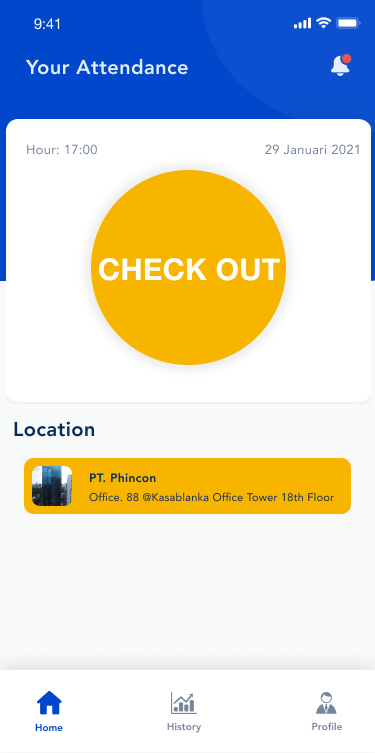 9:41
Your Attendance
Hour: 17:00
29 Januari 2021
CHECK OUT
Location
PT. Phincon
Office. 88 @Kasablanka Office Tower 18th Floor
Home
History
Profile